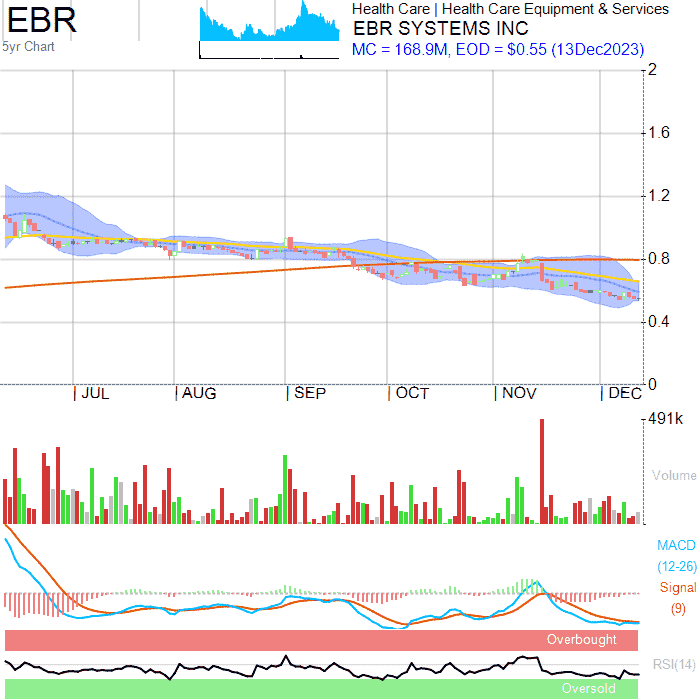 EBR
5yr Chart
Health Care | Health Care Equipment & Services
EBR SYSTEMS INC
MC = 168.9M, EOD = $0.55 (13Dec2023)
2
1.6
1.2
0.8
0.4
0
| JUL | AUG | SEP | OCT | NOV | DEC
491k
Volume
MACD
(12-26)
Signal
(9)
Overbought
RSI(14)
Oversold